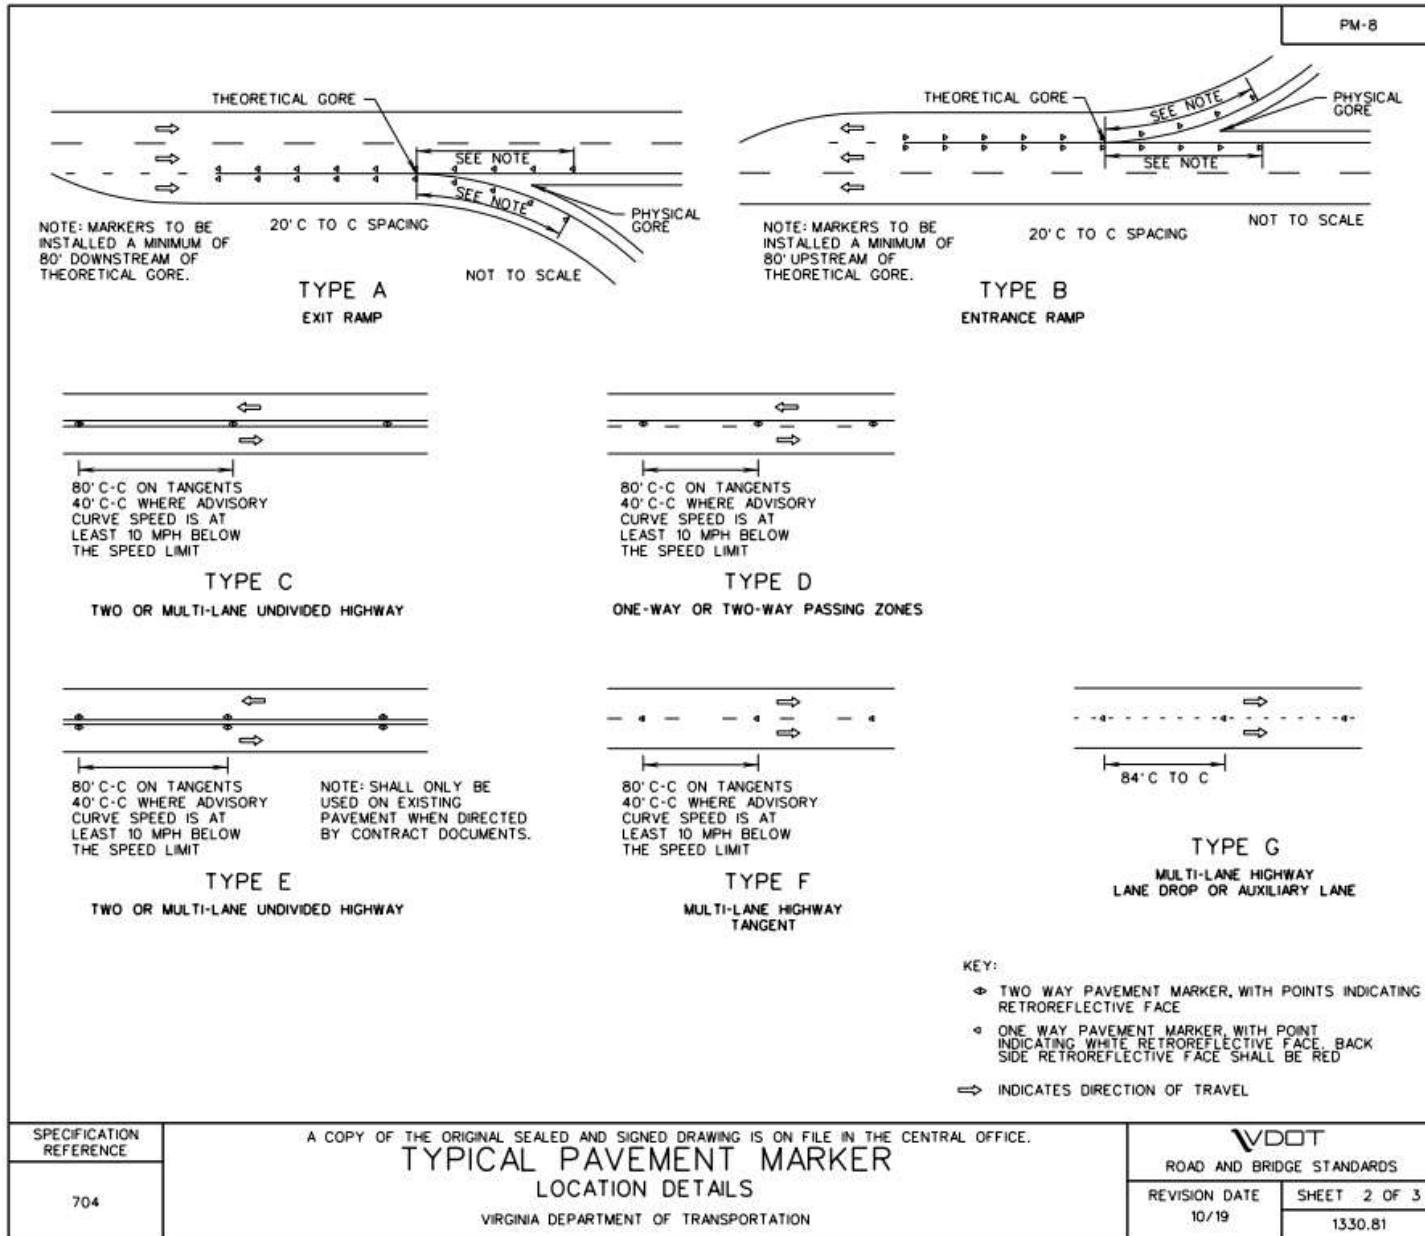 PM-8
THEORETICAL GORE
SEE NOTE
SEE NOTE
PHYSICAL
GORE
NOTE: MARKERS TO BE
INSTALLED A MINIMUM OF
80' DOWNSTREAM OF
THEORETICAL GORE.
20' C TO C SPACING
NOT TO SCALE
TYPE A
EXIT RAMP
THEORETICAL GORE
SEE NOTE
SEE NOTE
PHYSICAL
GORE
NOTE: MARKERS TO BE
INSTALLED A MINIMUM OF
80' UPSTREAM OF
THEORETICAL GORE.
20' C TO C SPACING
NOT TO SCALE
TYPE B
ENTRANCE RAMP
80' C-C ON TANGENTS
40' C-C WHERE ADVISORY
CURVE SPEED IS AT
LEAST 10 MPH BELOW
THE SPEED LIMIT
TYPE C
TWO OR MULTI-LANE UNDIVIDED HIGHWAY
80' C-C ON TANGENTS
40' C-C WHERE ADVISORY
CURVE SPEED IS AT
LEAST 10 MPH BELOW
THE SPEED LIMIT
TYPE D
ONE-WAY OR TWO-WAY PASSING ZONES
80' C-C ON TANGENTS
40' C-C WHERE ADVISORY
CURVE SPEED IS AT
LEAST 10 MPH BELOW
THE SPEED LIMIT
NOTE: SHALL ONLY BE
USED ON EXISTING
PAVEMENT WHEN DIRECTED
BY CONTRACT DOCUMENTS.
TYPE E
TWO OR MULTI-LANE UNDIVIDED HIGHWAY
80' C-C ON TANGENTS
40' C-C WHERE ADVISORY
CURVE SPEED IS AT
LEAST 10 MPH BELOW
THE SPEED LIMIT
TYPE F
MULTI-LANE HIGHWAY
TANGENT
84' C TO C
TYPE G
MULTI-LANE HIGHWAY
LANE DROP OR AUXILIARY LANE
KEY:
TWO WAY PAVEMENT MARKER, WITH POINTS INDICATING
RETROREFLECTIVE FACE
ONE WAY PAVEMENT MARKER, WITH POINT
INDICATING WHITE RETROREFLECTIVE FACE. BACK
SIDE RETROREFLECTIVE FACE SHALL BE RED
INDICATES DIRECTION OF TRAVEL
SPECIFICATION
REFERENCE
704
A COPY OF THE ORIGINAL SEALED AND SIGNED DRAWING IS ON FILE IN THE CENTRAL OFFICE.
TYPICAL PAVEMENT MARKER
LOCATION DETAILS
VIRGINIA DEPARTMENT OF TRANSPORTATION
VDOT
ROAD AND BRIDGE STANDARDS
REVISION DATE
10/19
SHEET 2 OF 3
1330.81